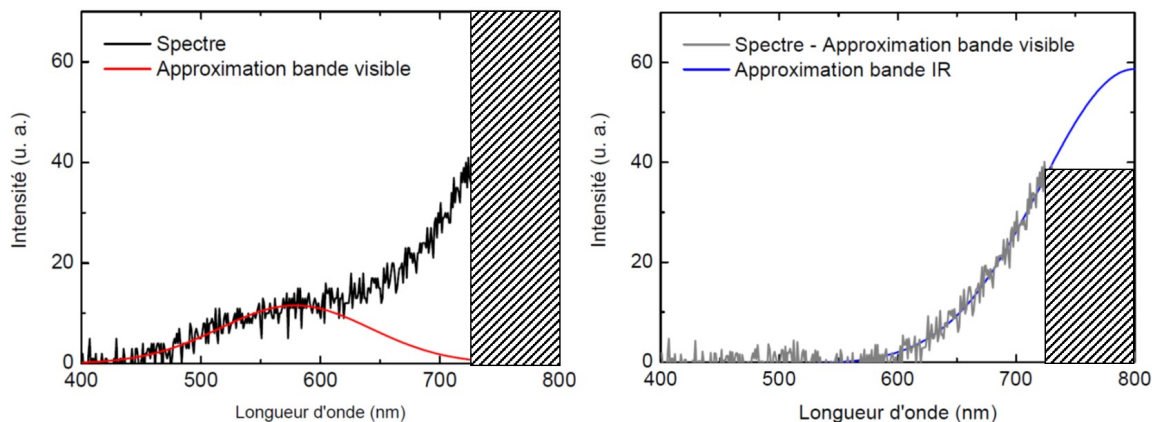 Intensité (u. a.)
60
40
20
0
Spectre
Approximation bande visible
400 500 600 700 800
Longueur d'onde (nm)
Intensité (u. a.)
60
40
20
0
Spectre - Approximation bande visible
Approximation bande IR
400 500 600 700 800
Longueur d'onde (nm)